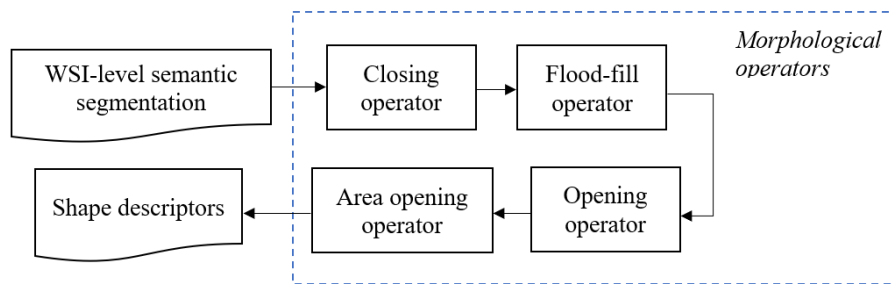 Morphological
operators
WSI-level semantic
segmentation
Closing
operator
Flood-fill
operator
Shape descriptors
Area opening
operator
Opening
operator